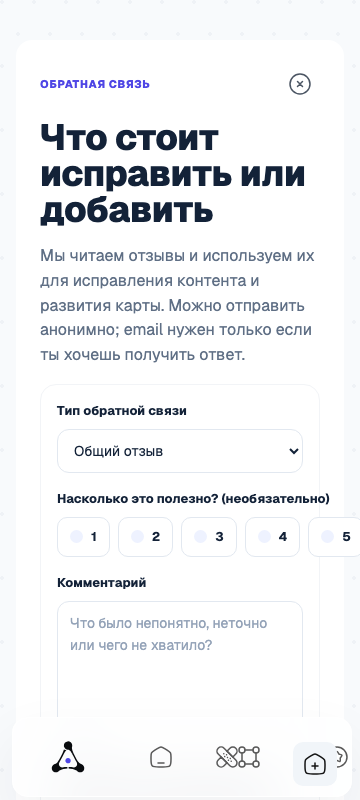 ОБРАТНАЯ СВЯЗЬ
Что стоит
исправить или
добавить
Мы читаем отзывы и используем их
для исправления контента и
развития карты. Можно отправить
анонимно; email нужен только если
ты хочешь получить ответ.
Тип обратной связи
Общий отзыв
Насколько это полезно? (необязательно)
1 2 3 4 5
Комментарий
Что было непонятно, неточно
или чего не хватило?